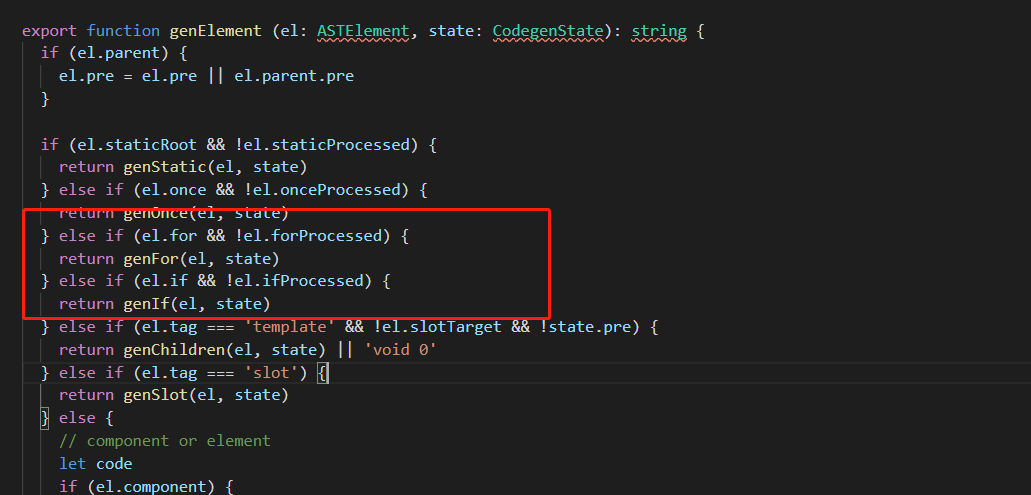 export function genElement (el: ASTElement, state: CodegenState): string {
  if (el.parent) {
    el.pre = el.pre || el.parent.pre
  }
  if (el.staticRoot && !el.staticProcessed) {
    return genStatic(el, state)
  } else if (el.once && !el.onceProcessed) {
    return genOnce(el, state)
  } else if (el.for && !el.forProcessed) {
    return genFor(el, state)
  } else if (el.if && !el.ifProcessed) {
    return genIf(el, state)
  } else if (el.tag === 'template' && !el.slotTarget && !state.pre) {
    return genChildren(el, state) || 'void 0'
  } else if (el.tag === 'slot') {
    return genSlot(el, state)
  } else {
    // component or element
    let code
    if (el.component) {